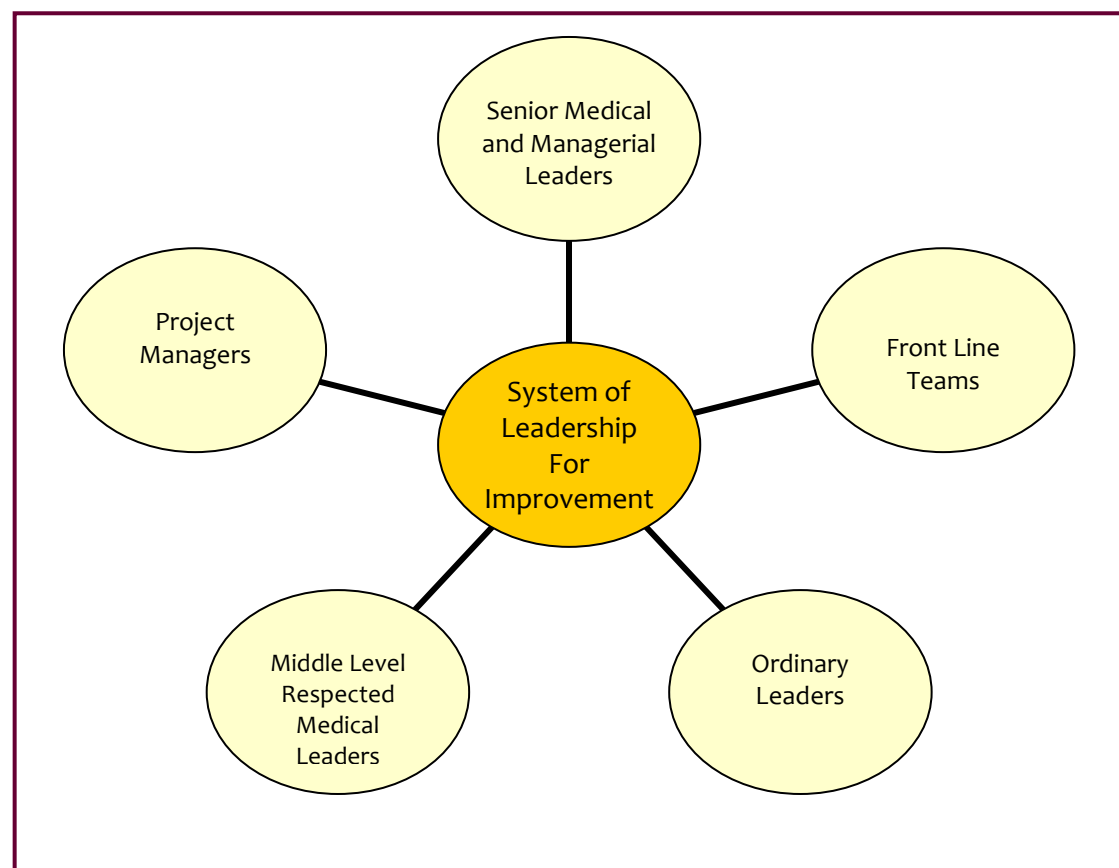 Senior Medical
and Managerial
Leaders
Project
Managers
Front Line
Teams
System of
Leadership
For
Improvement
Middle Level
Respected
Medical
Leaders
Ordinary
Leaders